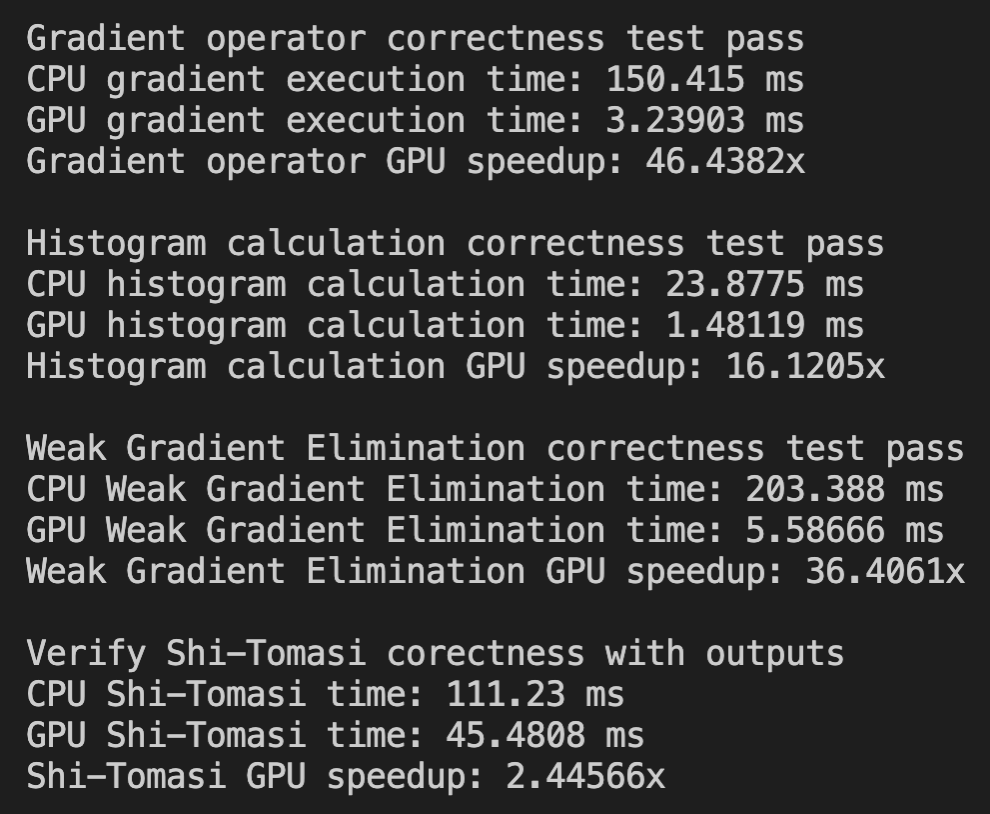 Gradient operator correctness test pass
CPU gradient execution time: 150.415 ms
GPU gradient execution time: 3.23903 ms
Gradient operator GPU speedup: 46.4382x
Histogram calculation correctness test pass
CPU histogram calculation time: 23.8775 ms
GPU histogram calculation time: 1.48119 ms
Histogram calculation GPU speedup: 16.1205x
Weak Gradient Elimination correctness test pass
CPU Weak Gradient Elimination time: 203.388 ms
GPU Weak Gradient Elimination time: 5.58666 ms
Weak Gradient Elimination GPU speedup: 36.4061x
Verify Shi-Tomasi corectness with outputs
CPU Shi-Tomasi time: 111.23 ms
GPU Shi-Tomasi time: 45.4808 ms
Shi-Tomasi GPU speedup: 2.44566x